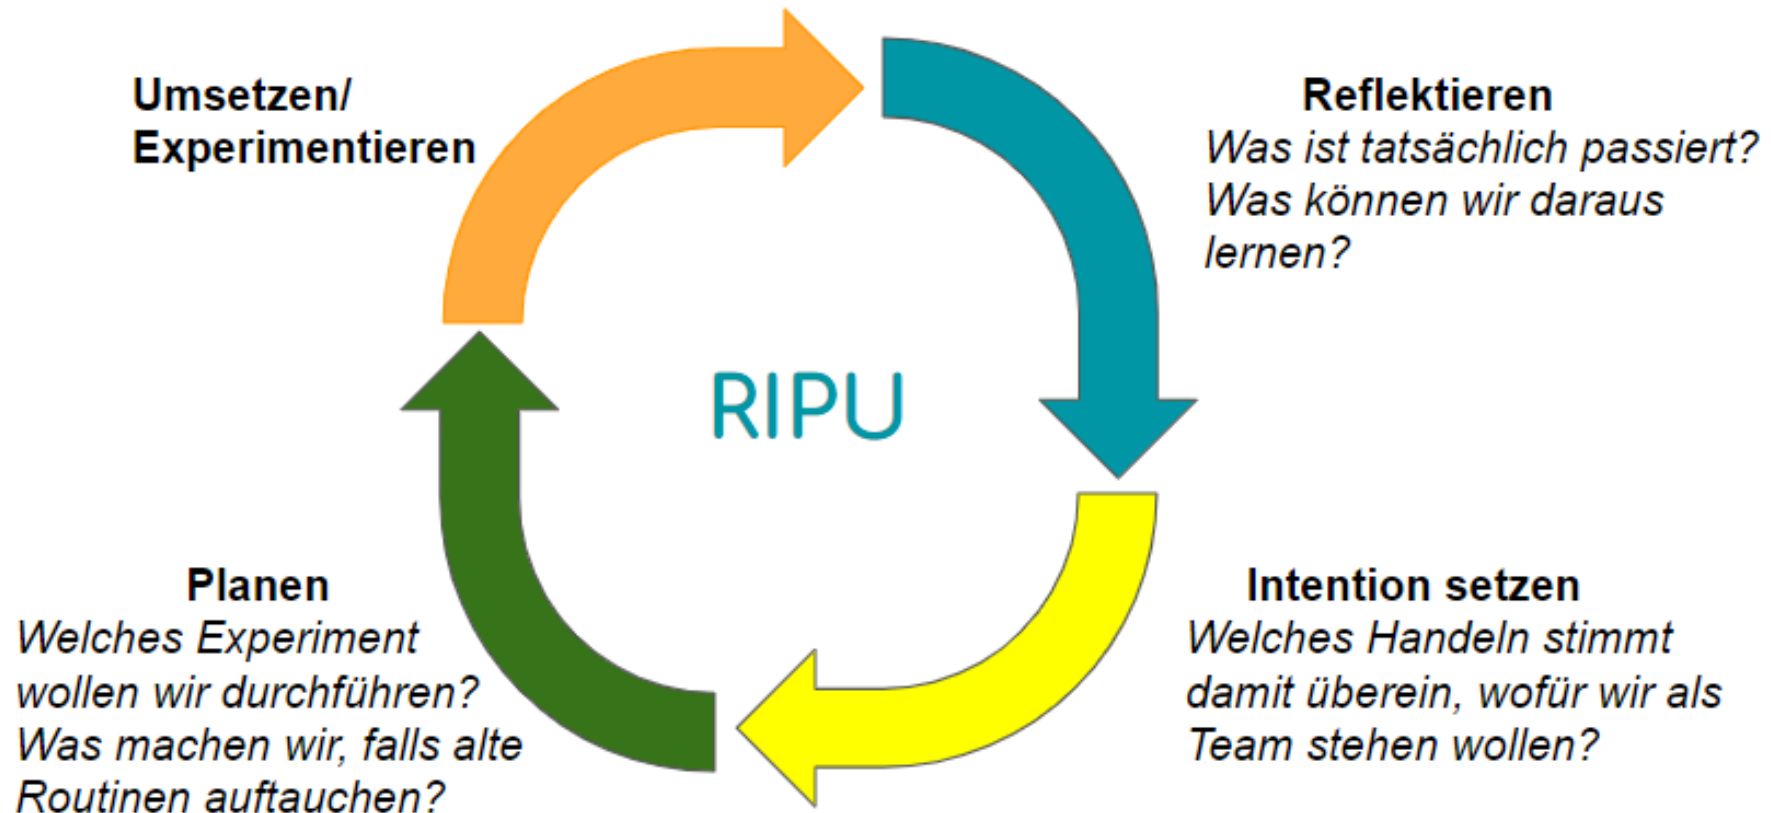 Umsetzen/
Experimentieren
Reflektieren
Was ist tatsächlich passiert?
Was können wir daraus
lernen?
RIPU
Planen
Welches Experiment
wollen wir durchführen?
Was machen wir, falls alte
Routinen auftauchen?
Intention setzen
Welches Handeln stimmt
damit überein, wofür wir als
Team stehen wollen?